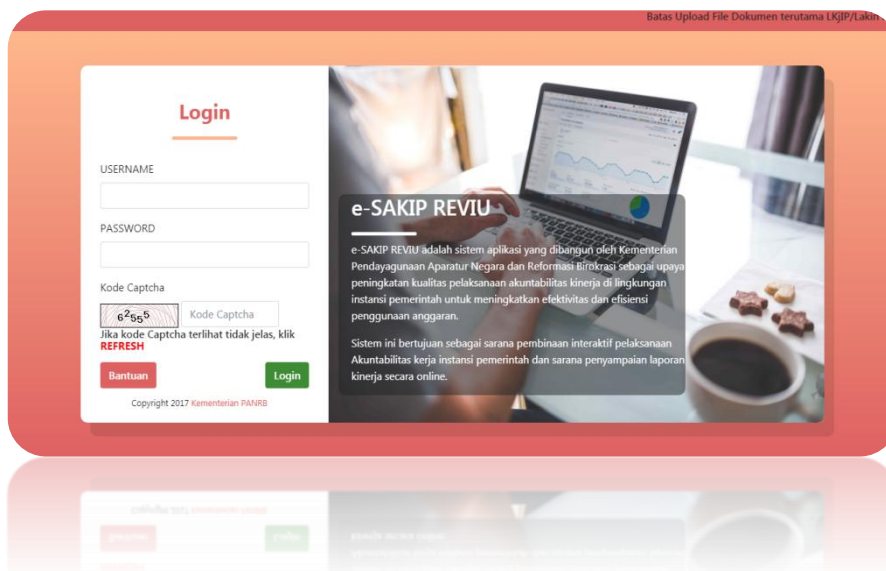 Batas Upload File Dokumen terutama LKjIP/Lakin
Login
USERNAME
PASSWORD
Kode Captcha
62555
Kode Captcha
Jika kode Captcha terlihat tidak jelas, klik
REFRESH
Bantuan
Login
Copyright 2017 Kementerian PANRB
e-SAKIP REVIU
e-SAKIP REVIU adalah sistem aplikasi yang dibangun oleh Kementerian
Pendayagunaan Aparatur Negara dan Reformasi Birokrasi sebagai upaya
peningkatan kualitas pelaksanaan akuntabilitas kinerja di lingkungan
instansi pemerintah untuk meningkatkan efektivitas dan efisiensi
penggunaan anggaran.
Sistem ini bertujuan sebagai sarana pembinaan interaktif pelaksanaan
Akuntabilitas kerja instansi pemerintah dan sarana penyampaian laporan
kinerja secara online.